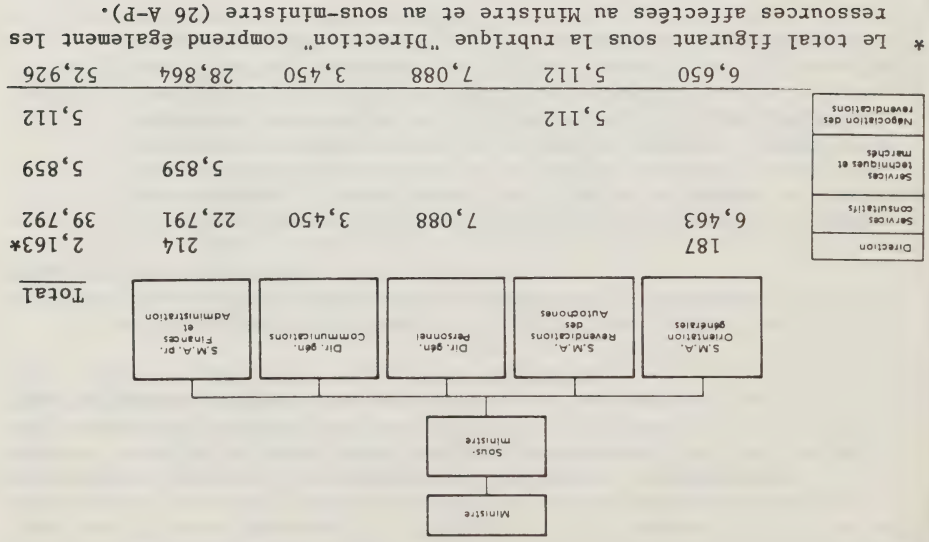 Ministre
Sous-
ministre
S.M.A.
Orientation
générales
S.M.A.
Revendications
des
Autochones
Dir. gén.
Personnel
Dir. gén.
Communications
S.M.A. pr.
Finances
et
Administration
Total
Direction 187 214 2,163*
Services
consultatifs 6,463 7,088 3,450 22,791 39,792
Services
techniques et
marchés 5,859 5,859
Négociation des
revendications 5,112 5,112
6,650 5,112 7,088 3,450 28,864 52,926
* Le total figurant sous la rubrique "Direction" comprend également les
ressources affectées au Ministre et au sous-ministre (26 A-P).